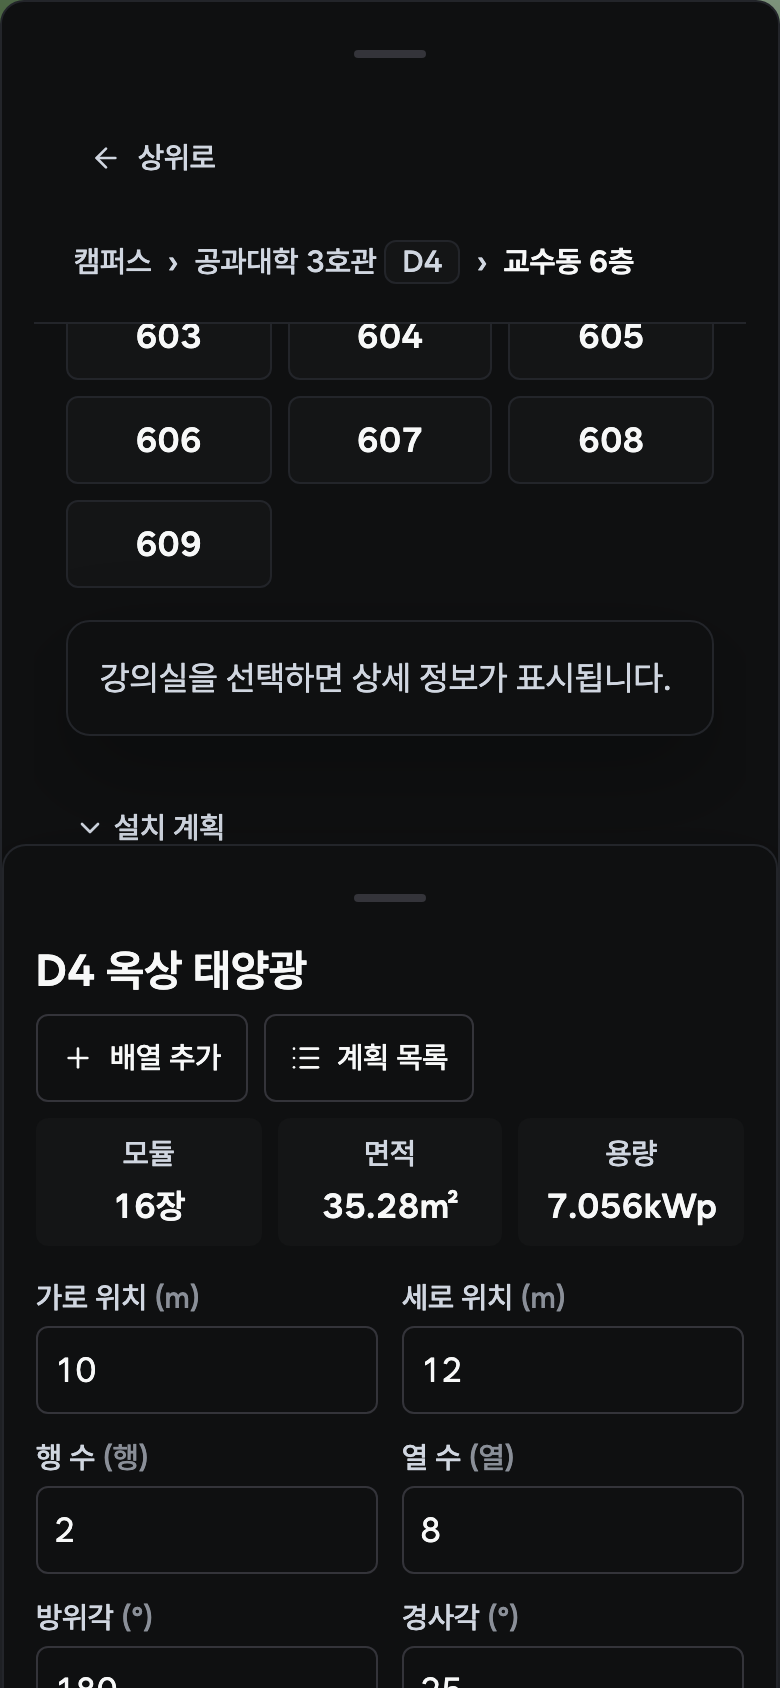 상위로
캠퍼스 › 공과대학 3호관 D4 › 교수동 6층
603 604 605
606 607 608
609
강의실을 선택하면 상세 정보가 표시됩니다.
설치 계획
D4 옥상 태양광
배열 추가 계획 목록
모듈 면적 용량
16장 35.28m² 7.056kWp
가로 위치 (m) 세로 위치 (m)
10 12
행 수 (행) 열 수 (열)
2 8
방위각 (°) 경사각 (°)
180 25